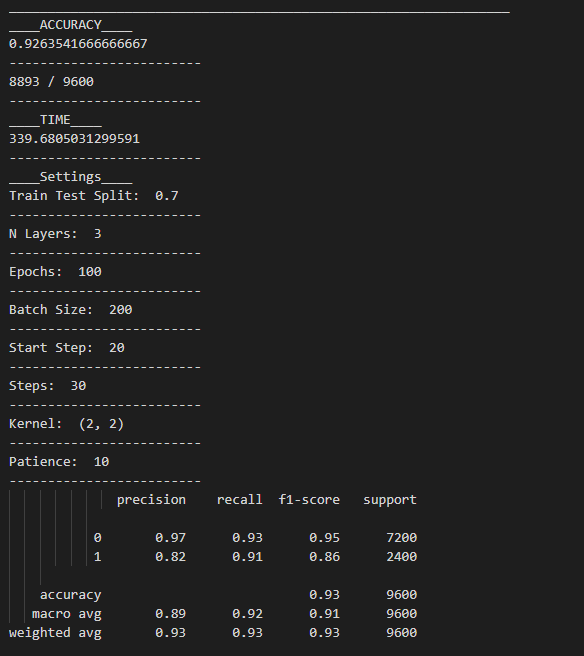 ____ACCURACY____
0.9263541666666667
-------------------------
8893 / 9600
-------------------------
____TIME____
339.6805031299591
-------------------------
____Settings____
Train Test Split:  0.7
-------------------------
N Layers:  3
-------------------------
Epochs:  100
-------------------------
Batch Size:  200
-------------------------
Start Step:  20
-------------------------
Steps:  30
-------------------------
Kernel:  (2, 2)
-------------------------
Patience:  10
-------------------------
              precision    recall  f1-score   support
           0       0.97      0.93      0.95      7200
           1       0.82      0.91      0.86      2400
    accuracy                           0.93      9600
   macro avg       0.89      0.92      0.91      9600
weighted avg       0.93      0.93      0.93      9600